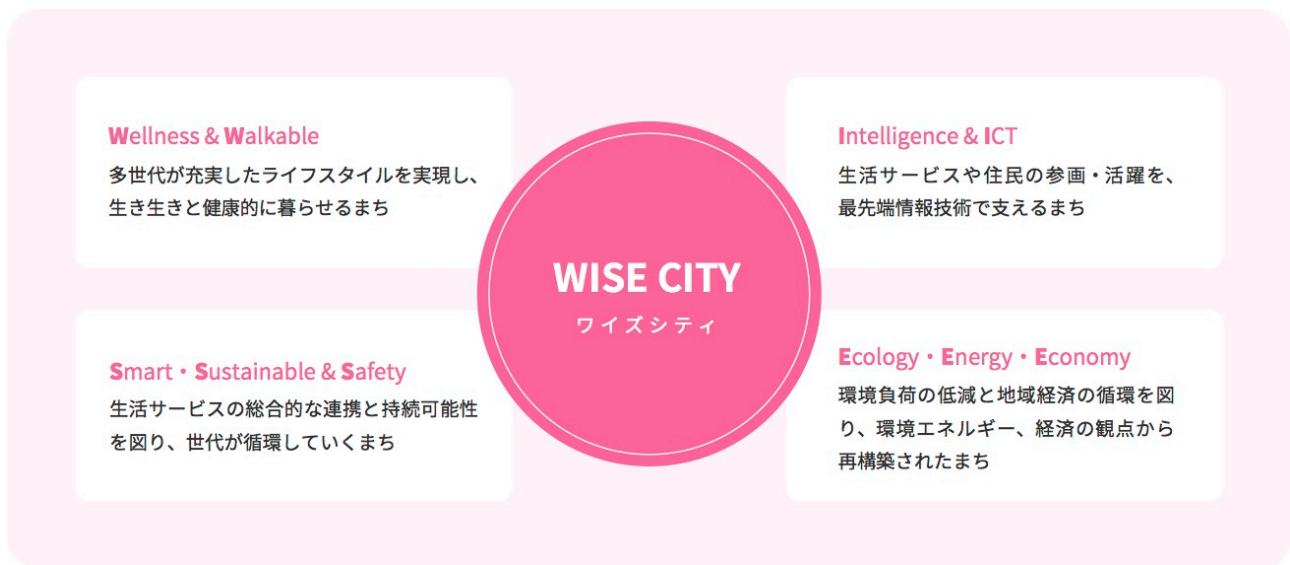 Wellness & Walkable
多世代が充実したライフスタイルを実現し、
生き生きと健康的に暮らせるまち
Intelligence & ICT
生活サービスや住民の参画・活躍を、
最先端情報技術で支えるまち
WISE CITY
ワイズシティ
Smart・Sustainable & Safety
生活サービスの総合的な連携と持続可能性
を図り、世代が循環していくまち
Ecology・Energy・Economy
環境負荷の低減と地域経済の循環を図
り、環境エネルギー、経済の観点から
再構築されたまち